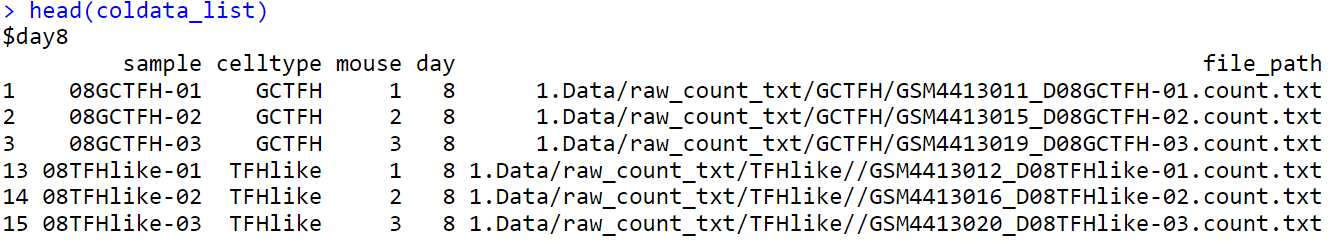 > head(coldata_list)
$day8
sample celltype mouse day file_path
1 08GCTFH-01 GCTFH 1 8 1.Data/raw_count_txt/GCTFH/GSM4413011_D08GCTFH-01.count.txt
2 08GCTFH-02 GCTFH 2 8 1.Data/raw_count_txt/GCTFH/GSM4413015_D08GCTFH-02.count.txt
3 08GCTFH-03 GCTFH 3 8 1.Data/raw_count_txt/GCTFH/GSM4413019_D08GCTFH-03.count.txt
13 08TFHlike-01 TFHlike 1 8 1.Data/raw_count_txt/TFHlike//GSM4413012_D08TFHlike-01.count.txt
14 08TFHlike-02 TFHlike 2 8 1.Data/raw_count_txt/TFHlike//GSM4413016_D08TFHlike-02.count.txt
15 08TFHlike-03 TFHlike 3 8 1.Data/raw_count_txt/TFHlike//GSM4413020_D08TFHlike-03.count.txt